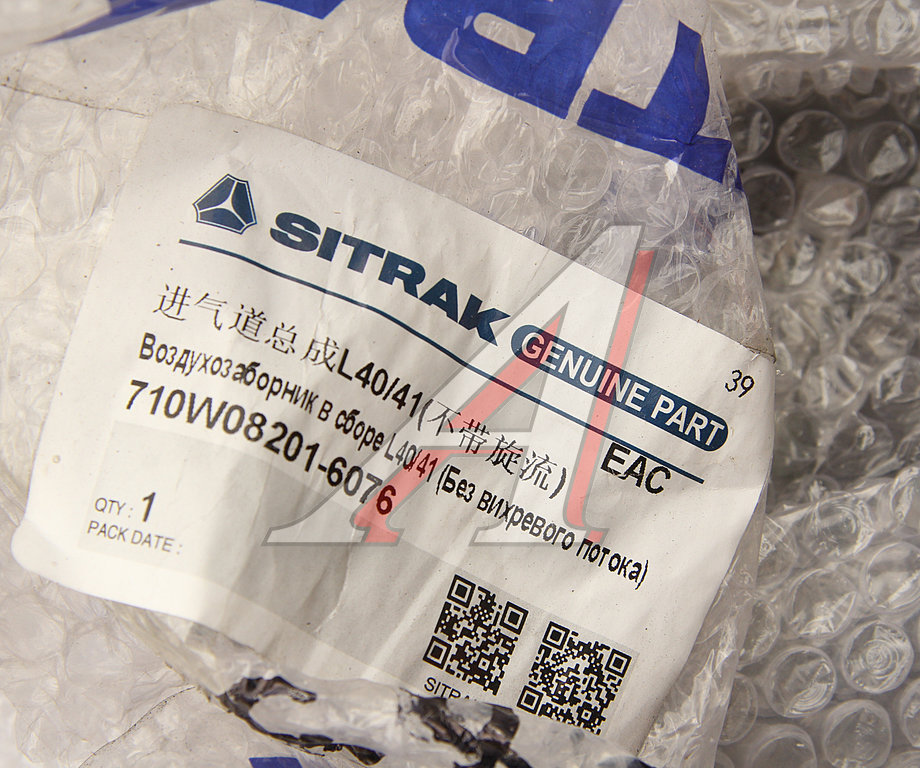 SITRAK GENUINE PART
39
进气道总成L40/41(不带旋流) EAC
Воздухозаборник в сборе L40/41 (Без вихревого потока)
710W08201-6076
QTY : 1
PACK DATE :